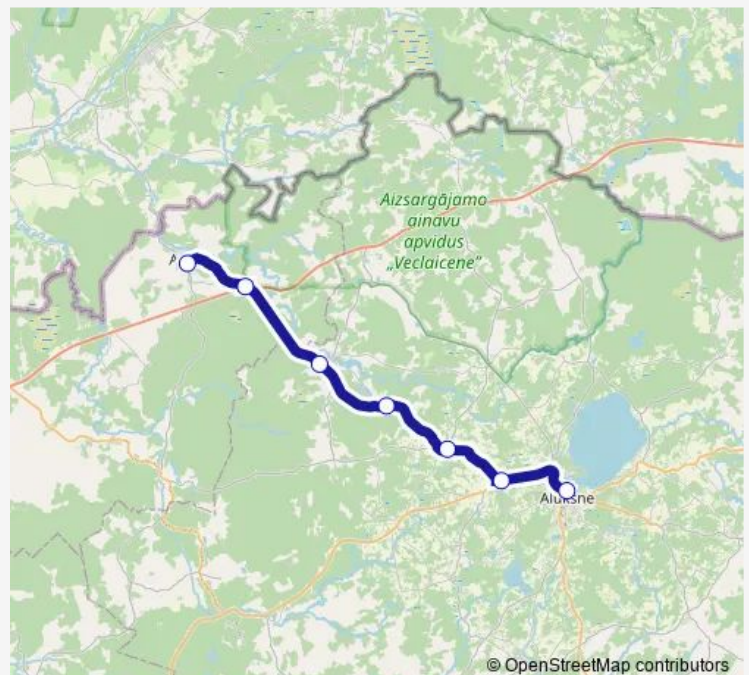 Aizsargājamo
ainavu
apvidus
„Veclaicene”
Alūksne
© OpenStreetMap contributors